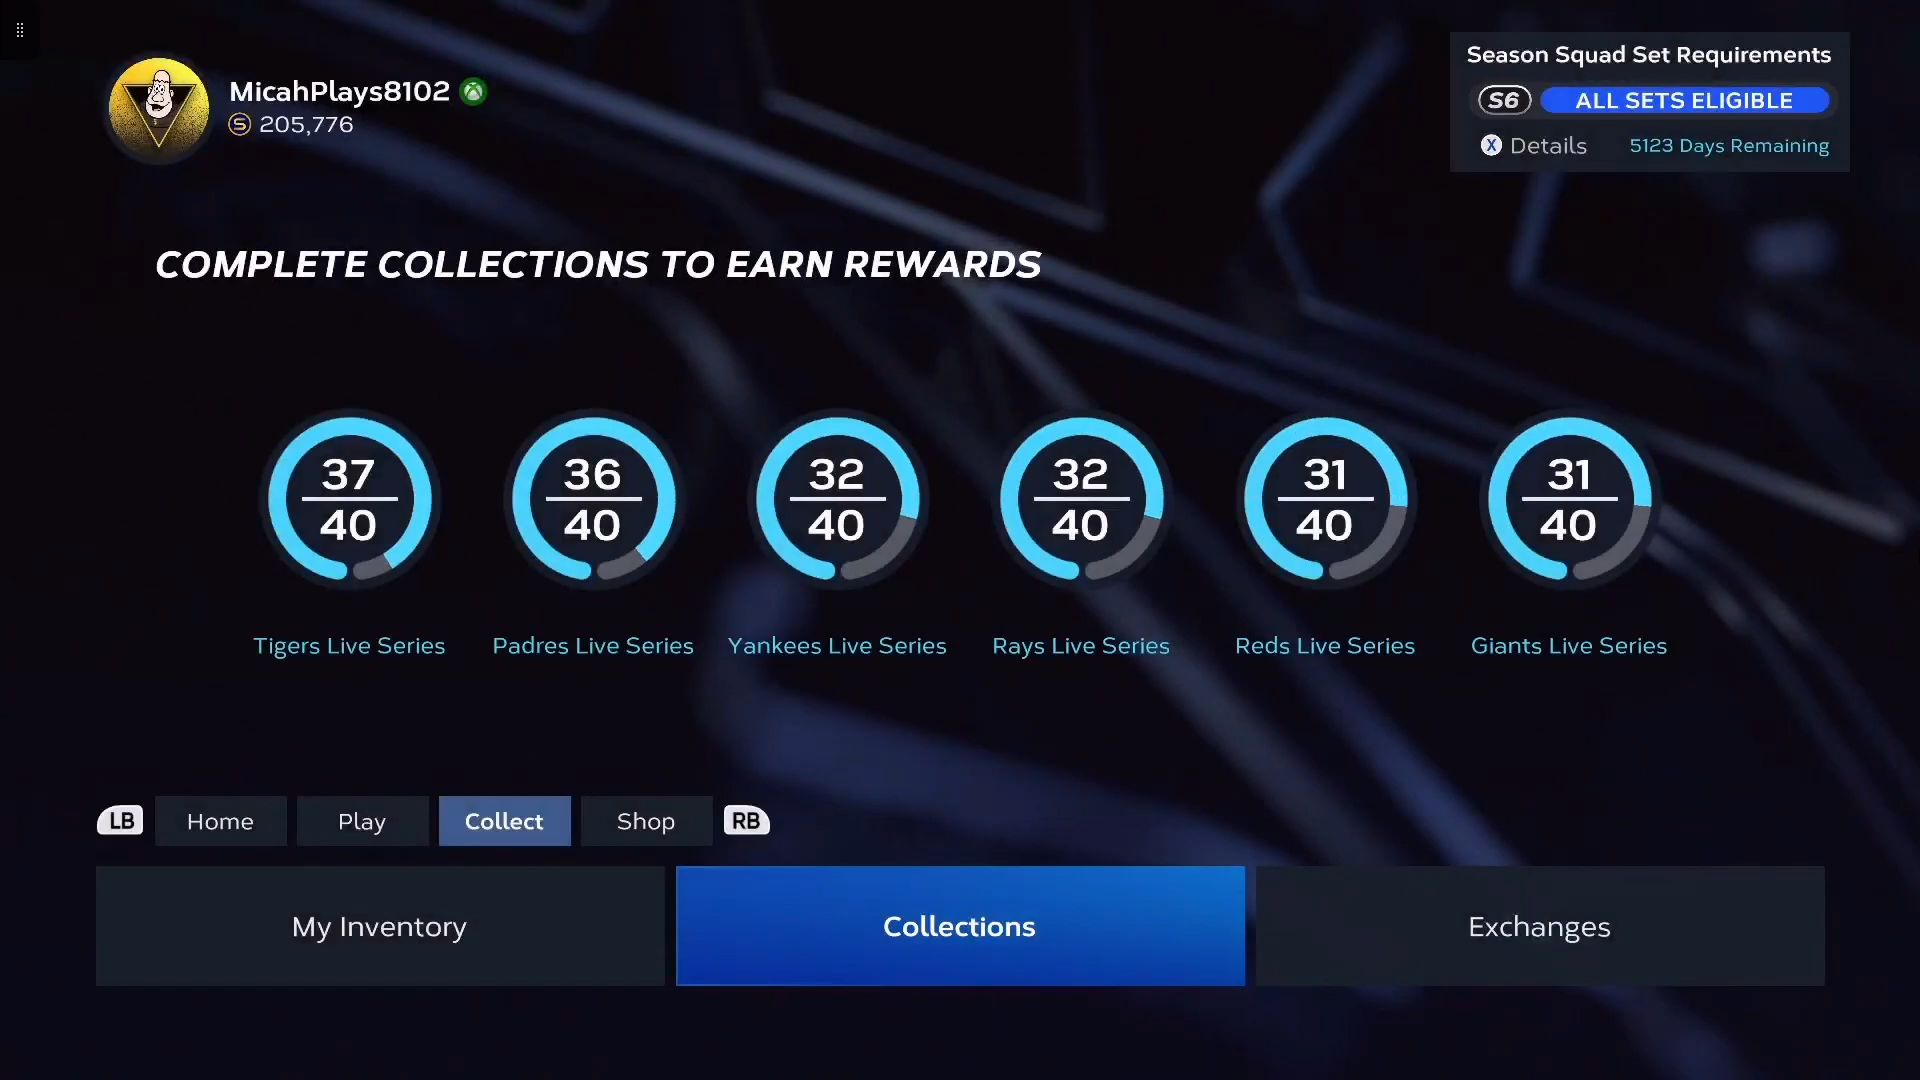 MicahPlays8102
205,776
Season Squad Set Requirements
S6 ALL SETS ELIGIBLE
X Details 5123 Days Remaining
COMPLETE COLLECTIONS TO EARN REWARDS
37 36 32 32 31 31
40 40 40 40 40 40
Tigers Live Series Padres Live Series Yankees Live Series Rays Live Series Reds Live Series Giants Live Series
LB Home Play Collect Shop RB
My Inventory Collections Exchanges